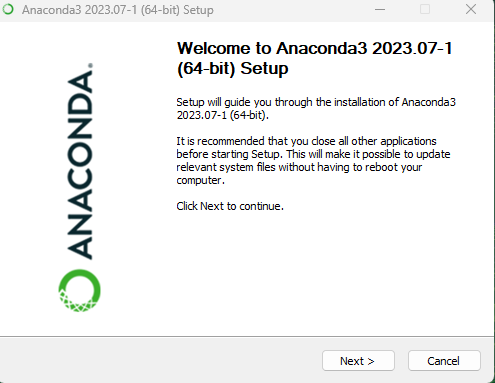 Anaconda3 2023.07-1 (64-bit) Setup
Welcome to Anaconda3 2023.07-1
(64-bit) Setup
Setup will guide you through the installation of Anaconda3
2023.07-1 (64-bit).
It is recommended that you close all other applications
before starting Setup. This will make it possible to update
relevant system files without having to reboot your
computer.
Click Next to continue.
ANACONDA.
Next >
Cancel